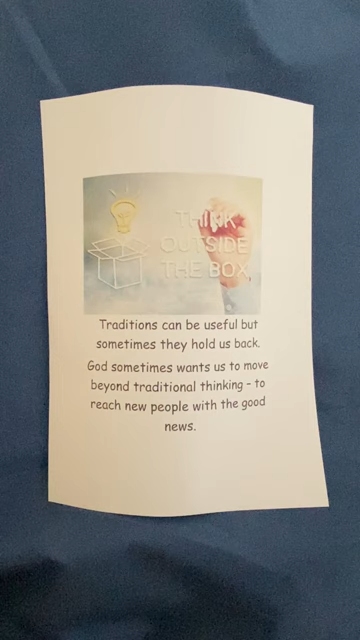 THINK
OUTSIDE
THE BOX
Traditions can be useful but
sometimes they hold us back.
God sometimes wants us to move
beyond traditional thinking – to
reach new people with the good
news.